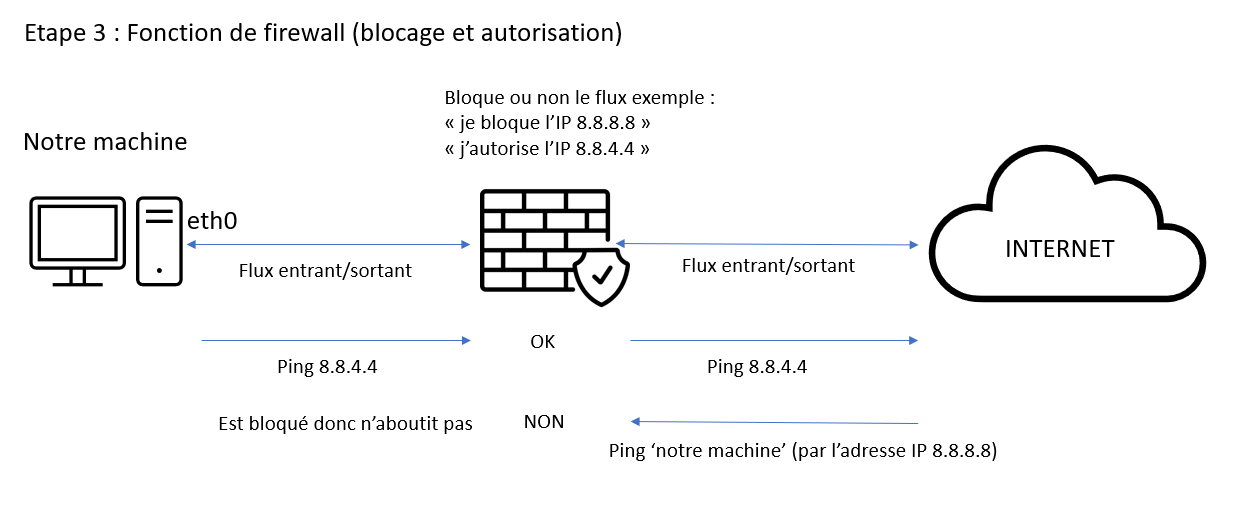 Etape 3 : Fonction de firewall (blocage et autorisation)
Bloque ou non le flux exemple :
« je bloque l’IP 8.8.8.8 »
« j’autorise l’IP 8.8.4.4 »
Notre machine
eth0
Flux entrant/sortant
Flux entrant/sortant
INTERNET
Ping 8.8.4.4
OK
Ping 8.8.4.4
Est bloqué donc n’aboutit pas
NON
Ping ‘notre machine’ (par l’adresse IP 8.8.8.8)